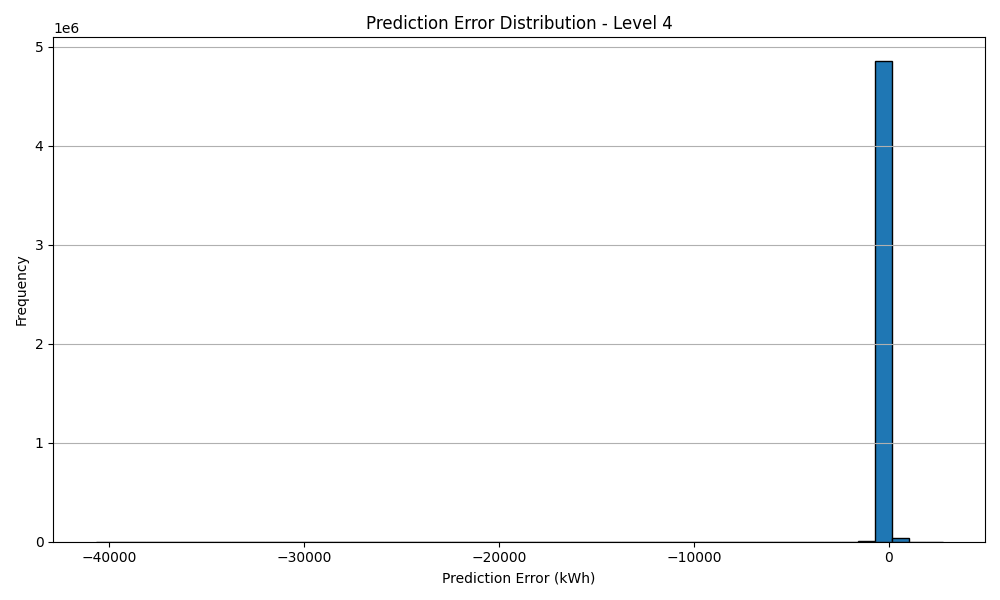 Prediction Error Distribution - Level 4
1e6
5
4
3
2
1
0
Frequency
−40000 −30000 −20000 −10000 0
Prediction Error (kWh)